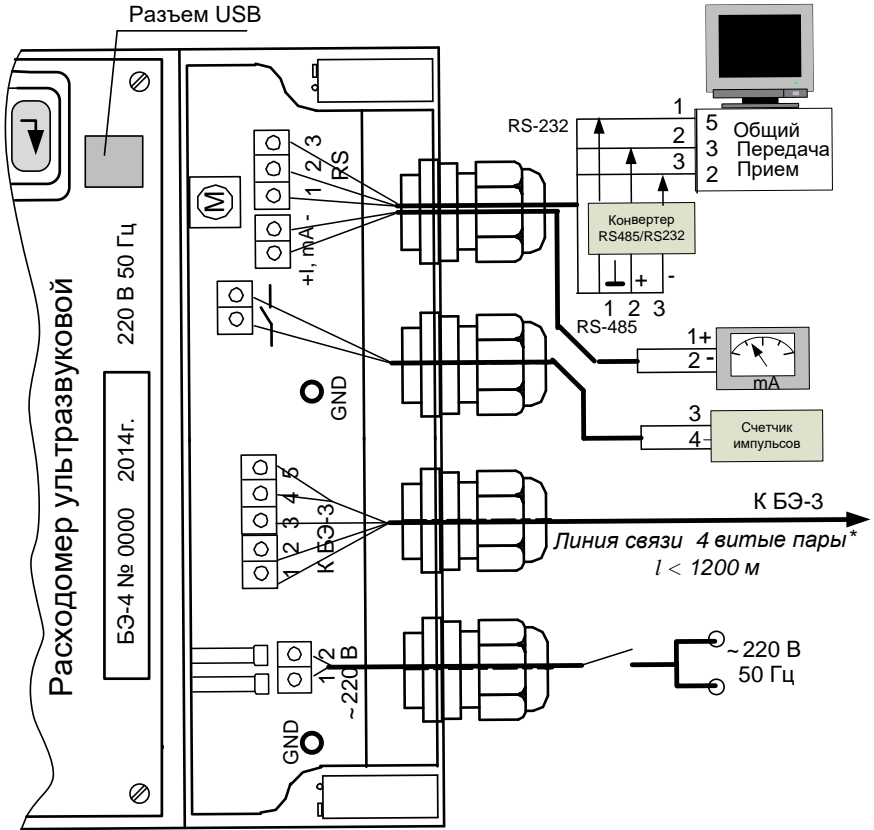 Разъем USB
Расходомер ультразвуковой
220 В 50 Гц
БЭ-4 № 0000 2014г.
M
1 2 3
RS
+I, mA -
GND
1 2 3 4 5
К БЭ-3
1 2
~220 В
GND
RS-232
1
2
3
5 Общий
3 Передача
2 Прием
Конвертер
RS485/RS232
+ -
1 2 3
RS-485
1+
2-
mA
3
4
Счетчик
импульсов
К БЭ-3
Линия связи 4 витые пары*
l < 1200 м
~220 В
50 Гц